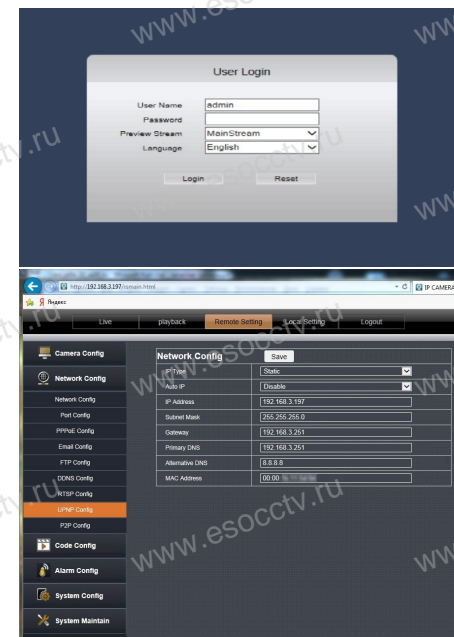 www.esocctv.ru
User Login
User Name admin
Password
Preview Stream MainStream
Language English
Login Reset
http://192.168.3.197/rsmain.html IP CAMERA
Яндекс
Live playback Remote Setting Local Setting Logout
Camera Config
Network Config
Network Config
Port Config
PPPoE Config
Email Config
FTP Config
DDNS Config
RTSP Config
UPNP Config
P2P Config
Code Config
Alarm Config
System Config
System Maintain
Network Config Save
IP Type Static
Auto IP Disable
IP Address 192.168.3.197
Subnet Mask 255.255.255.0
Gateway 192.168.3.251
Primary DNS 192.168.3.251
Alternative DNS 8.8.8.8
MAC Address 00:00
www.esocctv.ru